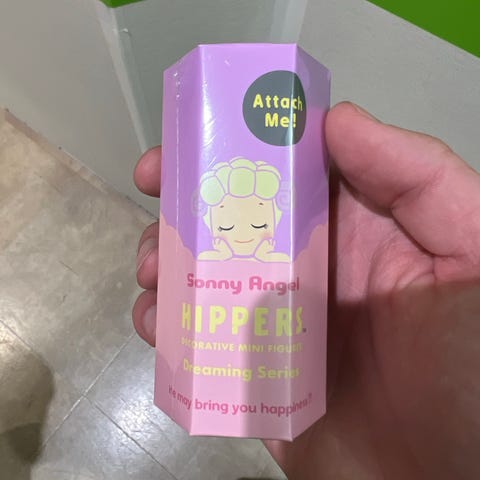 Attach
Me!
Sonny Angel
HIPPERS
DECORATIVE MINI FIGURE
Dreaming Series
He may bring you happiness!!